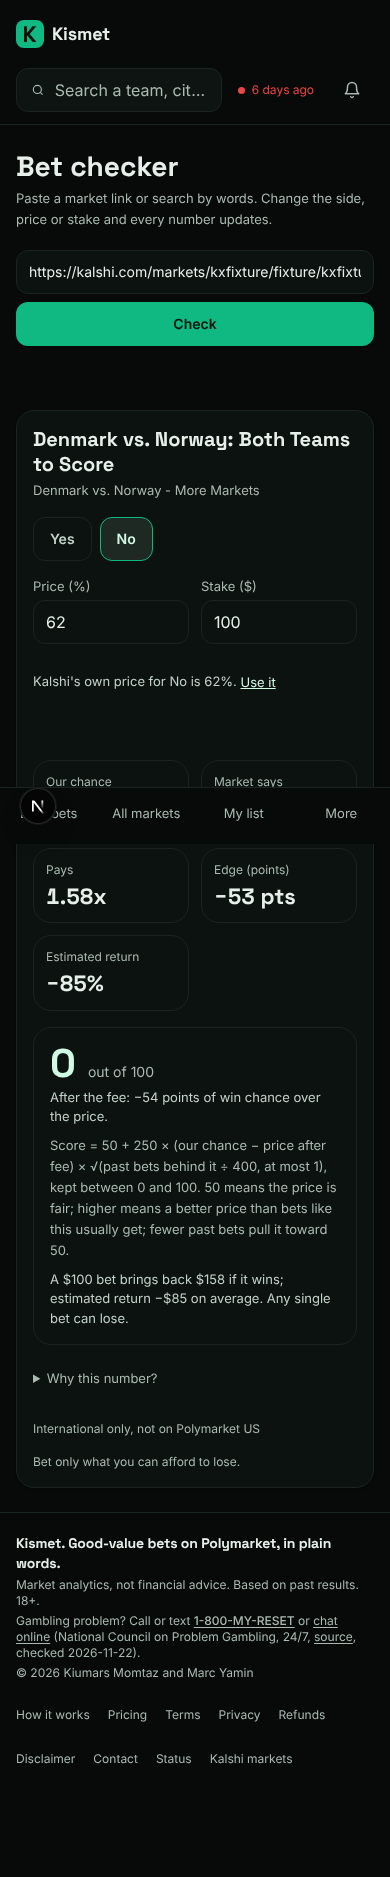 K Kismet
Search a team, cit... 6 days ago
Bet checker
Paste a market link or search by words. Change the side,
price or stake and every number updates.
https://kalshi.com/markets/kxfixture/fixture/kxfixtu
Check
Denmark vs. Norway: Both Teams
to Score
Denmark vs. Norway - More Markets
Yes No
Price (%) Stake ($)
62 100
Kalshi's own price for No is 62%. Use it
Our chance Market says
N bets All markets My list More
Pays Edge (points)
1.58x −53 pts
Estimated return
−85%
0 out of 100
After the fee: −54 points of win chance over
the price.
Score = 50 + 250 × (our chance − price after
fee) × √(past bets behind it ÷ 400, at most 1),
kept between 0 and 100. 50 means the price is
fair; higher means a better price than bets like
this usually get; fewer past bets pull it toward
50.
A $100 bet brings back $158 if it wins;
estimated return −$85 on average. Any single
bet can lose.
Why this number?
International only, not on Polymarket US
Bet only what you can afford to lose.
Kismet. Good-value bets on Polymarket, in plain
words.
Market analytics, not financial advice. Based on past results.
18+.
Gambling problem? Call or text 1-800-MY-RESET or chat
online (National Council on Problem Gambling, 24/7, source,
checked 2026-11-22).
© 2026 Kiumars Momtaz and Marc Yamin
How it works Pricing Terms Privacy Refunds
Disclaimer Contact Status Kalshi markets